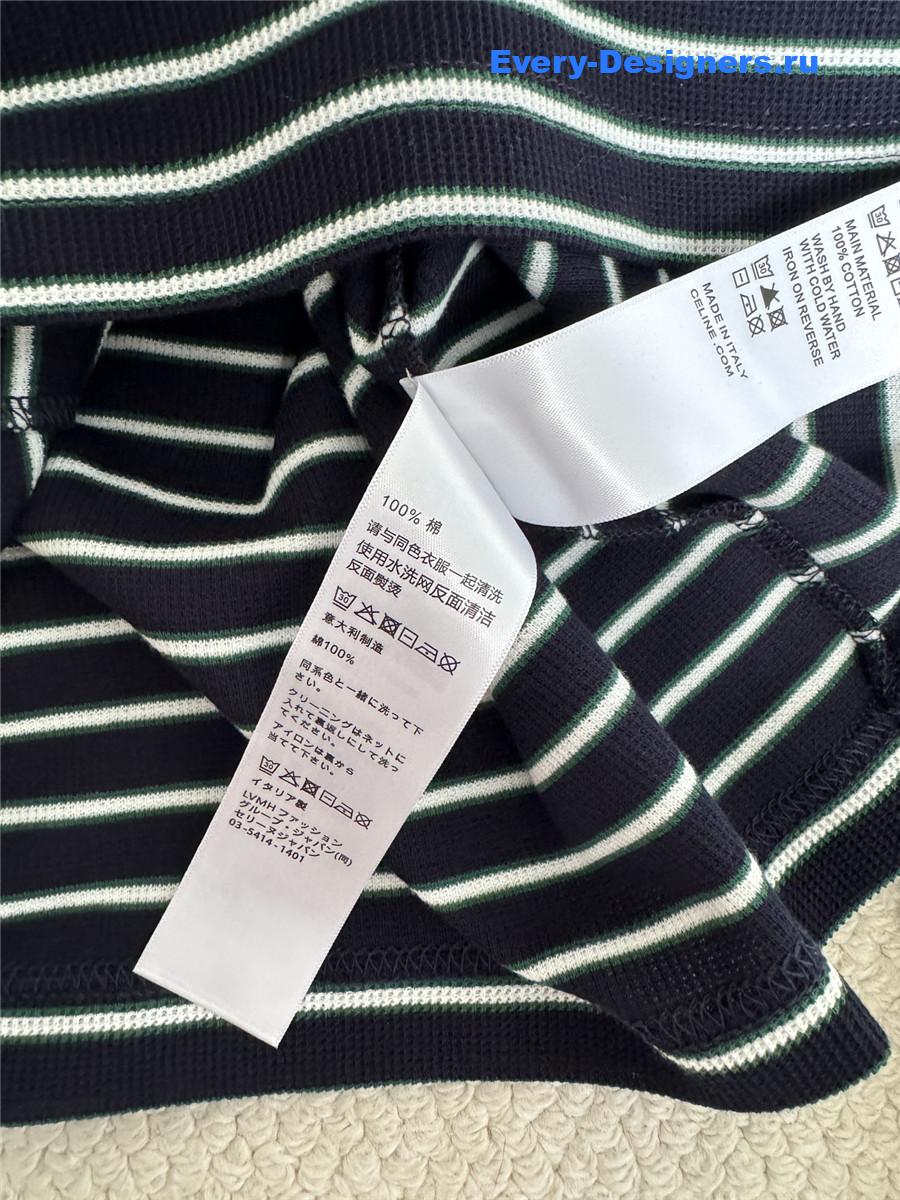 Every-Designers.ru
MAIN MATERIAL
100% COTTON
WASH BY HAND
WITH COLD WATER
IRON ON REVERSE
30
MADE IN ITALY
CELINE.COM
100% 棉
请与同色衣服一起清洗
使用水洗网反面清洁
反面熨烫
30
意大利制造
綿100%
同系色と一緒に洗って下
さい。
クリーニングはネットに
入れて裏返しにして洗っ
てください。
アイロンは裏から
当てて下さい。
30
イタリア製
LVMH ファッション
グループ・ジャパン(同)
セリーヌジャパン
03-5414-1401